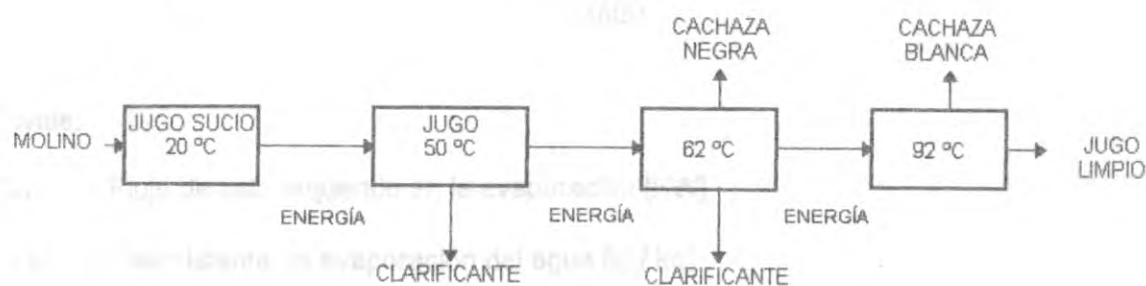 CACHAZA
NEGRA
CACHAZA
BLANCA
MOLINO
JUGO SUCIO
20 ºC
JUGO
50 ºC
62 ºC
92 ºC
JUGO
LIMPIO
ENERGÍA
ENERGÍA
ENERGÍA
CLARIFICANTE
CLARIFICANTE